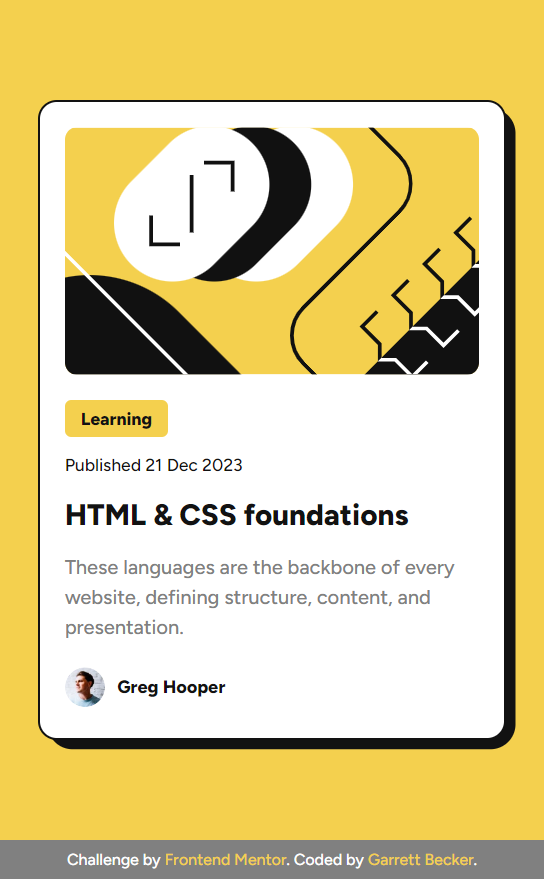 Learning
Published 21 Dec 2023
HTML & CSS foundations
These languages are the backbone of every
website, defining structure, content, and
presentation.
Greg Hooper
Challenge by Frontend Mentor. Coded by Garrett Becker.